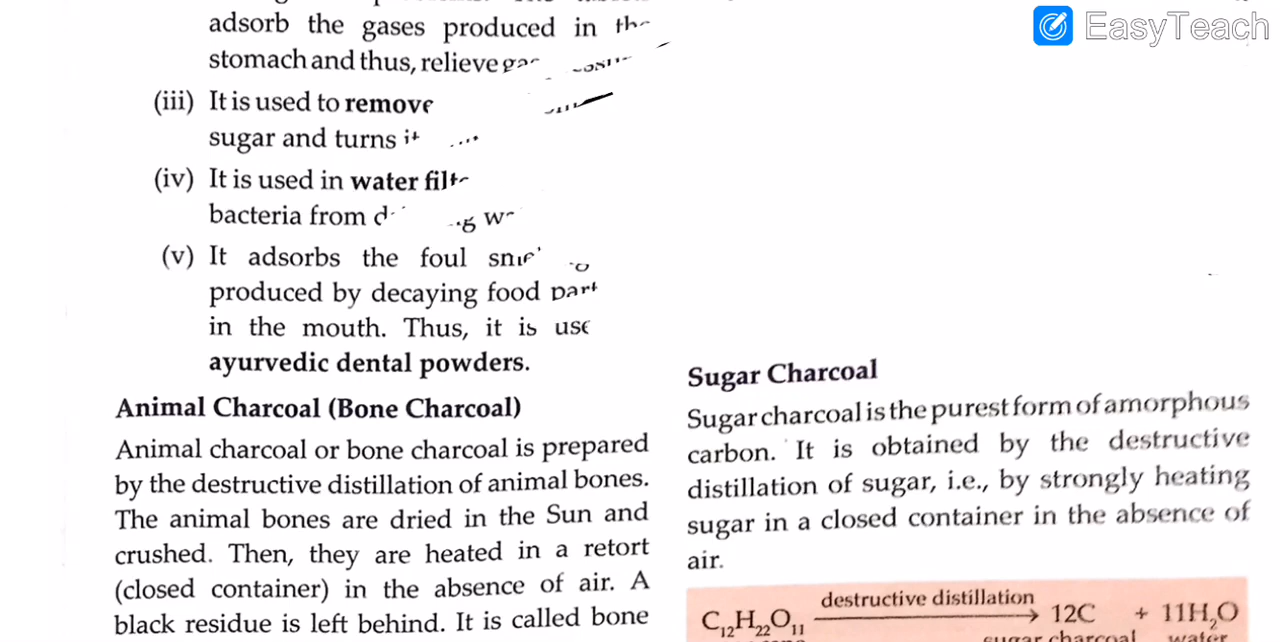 adsorb the gases produced in
stomach and thus, relieve
(iii) It is used to remove
sugar and turns
(iv) It is used in water
bacteria from
(v) It adsorbs the foul
produced by decaying food
in the mouth. Thus, it is
ayurvedic dental powders.
Animal Charcoal (Bone Charcoal)
Animal charcoal or bone charcoal is prepared
by the destructive distillation of animal bones.
The animal bones are dried in the Sun and
crushed. Then, they are heated in a retort
(closed container) in the absence of air. A
black residue is left behind. It is called bone
EasyTeach
Sugar Charcoal
Sugar charcoal is the purest form of amorphous
carbon. It is obtained by the destructive
distillation of sugar, i.e., by strongly heating
sugar in a closed container in the absence of
air.
destructive distillation
C₁₂H₂₂O₁₁ → 12C + 11H₂O
sugar charcoal water